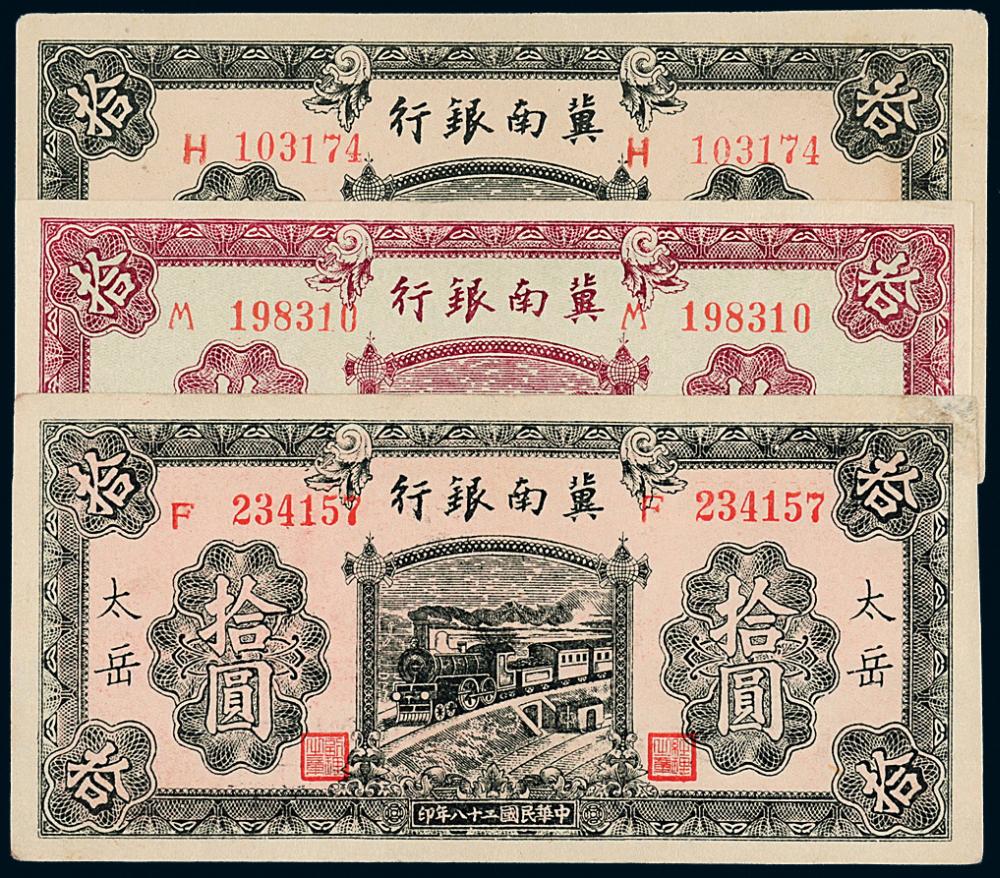 拾 拾
冀南銀行
H 103174 H 103174
拾 拾
冀南銀行
M 198310 M 198310
拾 拾
冀南銀行
F 234157 F 234157
太岳 拾圓 拾圓 太岳
拾 拾
中華民國二十八年印